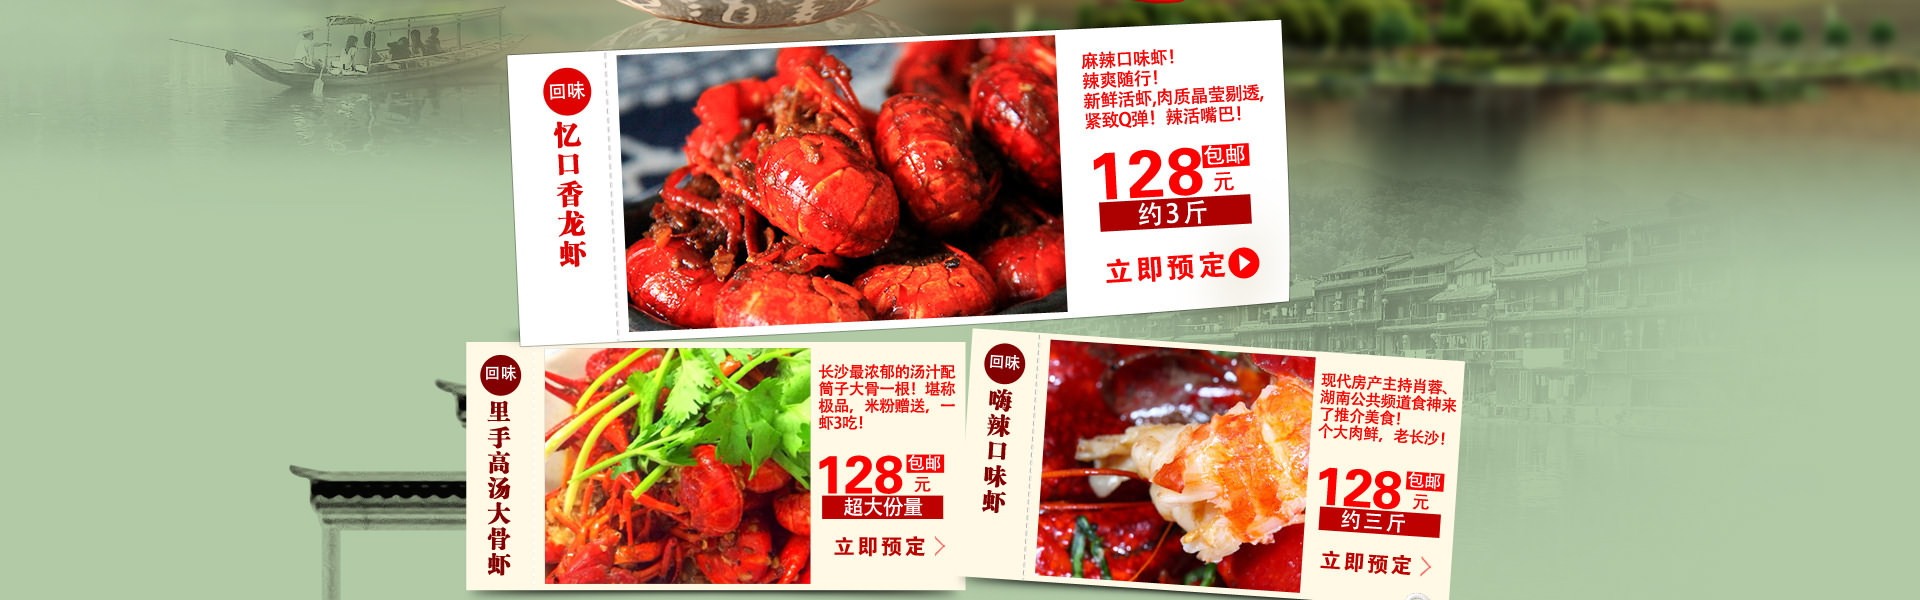 回味
忆口香龙虾
麻辣口味虾！
辣爽随行！
新鲜活虾,肉质晶莹剔透,
紧致Q弹！辣活嘴巴！
128
包邮
元
约3斤
立即预定
回味
里手高汤大骨虾
长沙最浓郁的汤汁配
筒子大骨一根！堪称
极品，米粉赠送，一
虾3吃！
128
包邮
元
超大份量
立即预定
回味
嗨辣口味虾
现代房产主持肖蓉、
湖南公共频道食神来
了推介美食！
个大肉鲜，老长沙！
128
包邮
元
约三斤
立即预定